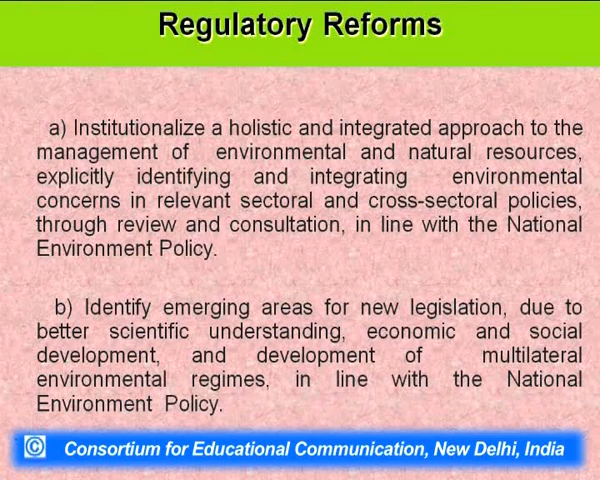 Regulatory Reforms
a) Institutionalize a holistic and integrated approach to the
management of environmental and natural resources,
explicitly identifying and integrating environmental
concerns in relevant sectoral and cross-sectoral policies,
through review and consultation, in line with the National
Environment Policy.
b) Identify emerging areas for new legislation, due to
better scientific understanding, economic and social
development, and development of multilateral
environmental regimes, in line with the National
Environment Policy.
© Consortium for Educational Communication, New Delhi, India